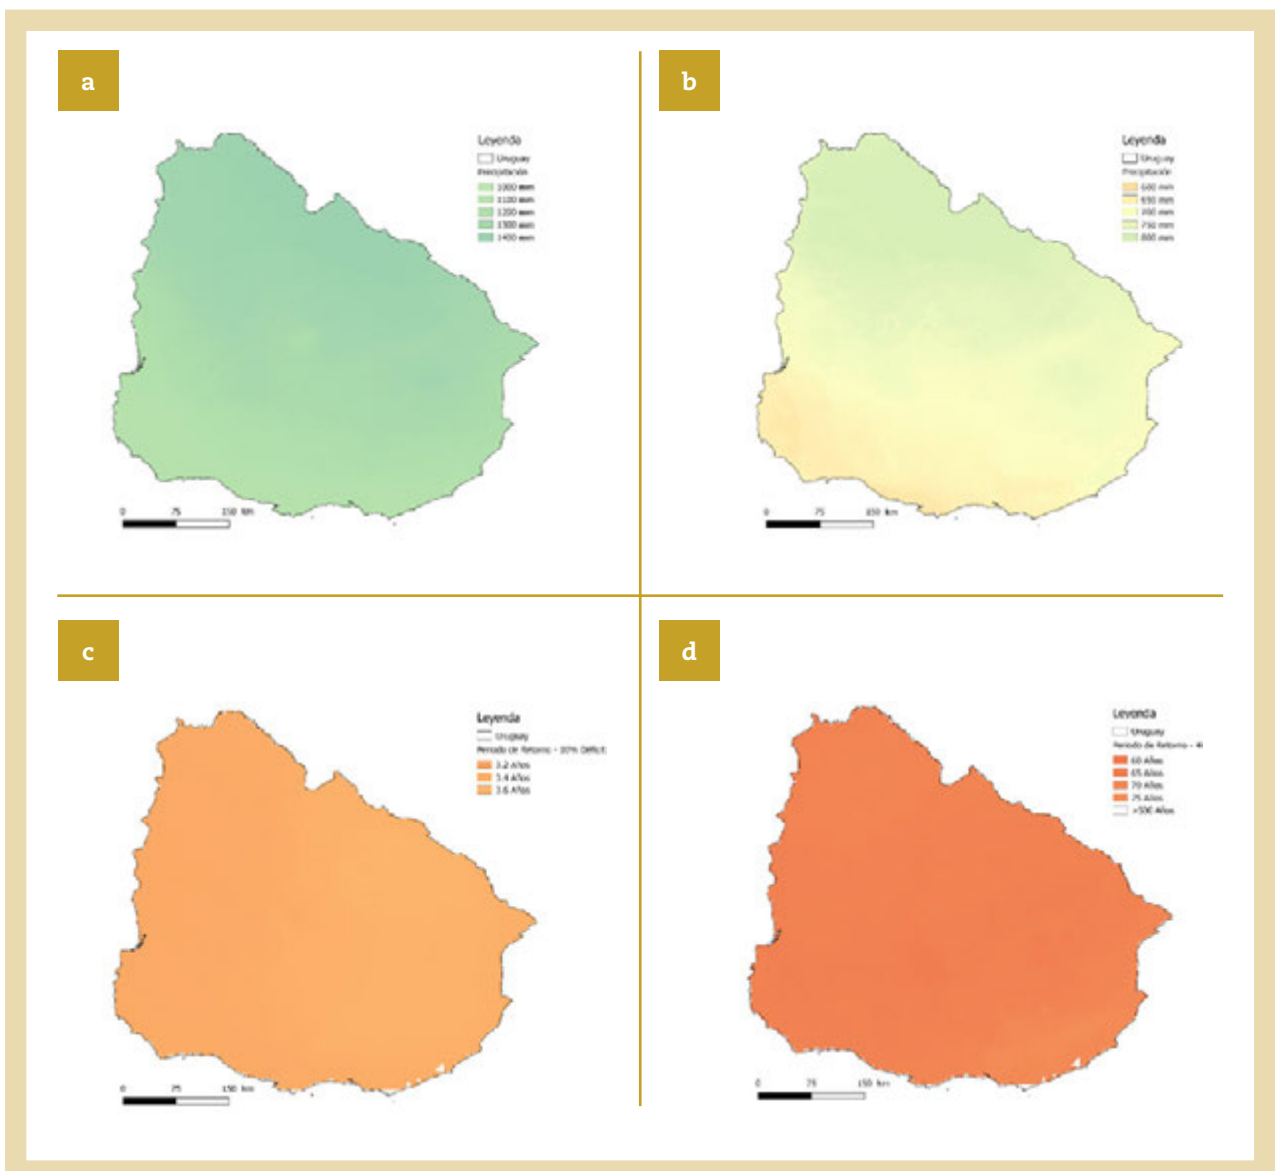 a
Leyenda
Uruguay
Precipitación
1000 mm
1100 mm
1200 mm
1300 mm
1400 mm
0 75 150 km
b
Leyenda
Uruguay
Precipitación
600 mm
650 mm
700 mm
750 mm
800 mm
0 75 150 km
c
Leyenda
Uruguay
Periodo de Retorno - Déficit
3.2 Años
3.4 Años
3.6 Años
0 75 150 km
d
Leyenda
Uruguay
Periodo de Retorno - 4
60 Años
65 Años
70 Años
75 Años
>500 Años
0 75 150 km